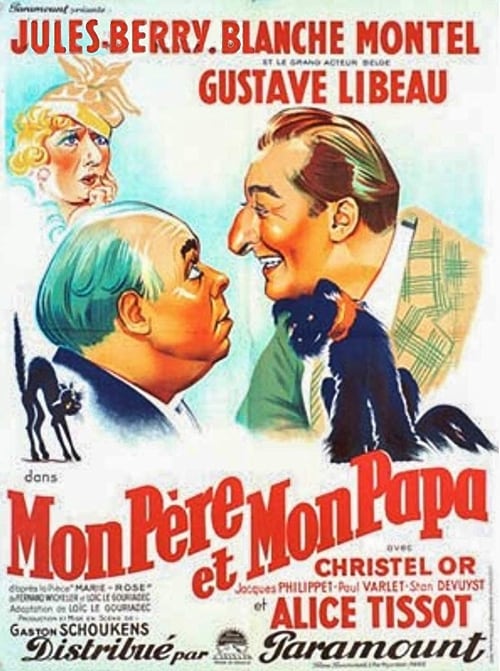 Paramount présente
JULES.BERRY.BLANCHE MONTEL
ET LE GRAND ACTEUR BELGE
GUSTAVE LIBEAU
dans
MON PÈRE
et MON PAPA
avec
CHRISTEL OR
Jacques PHILIPPET - Paul VARLET - Stan DEVUYST
et ALICE TISSOT
d'après la Pièce "MARIE-ROSE"
de FERNAND WICHELER et LOÏC LE GOURIADEC
Adaptation de LOÏC LE GOURIADEC
PRODUCTION ET MISE EN SCÈNE DE -
GASTON SCHOUKENS
Distribué par Paramount